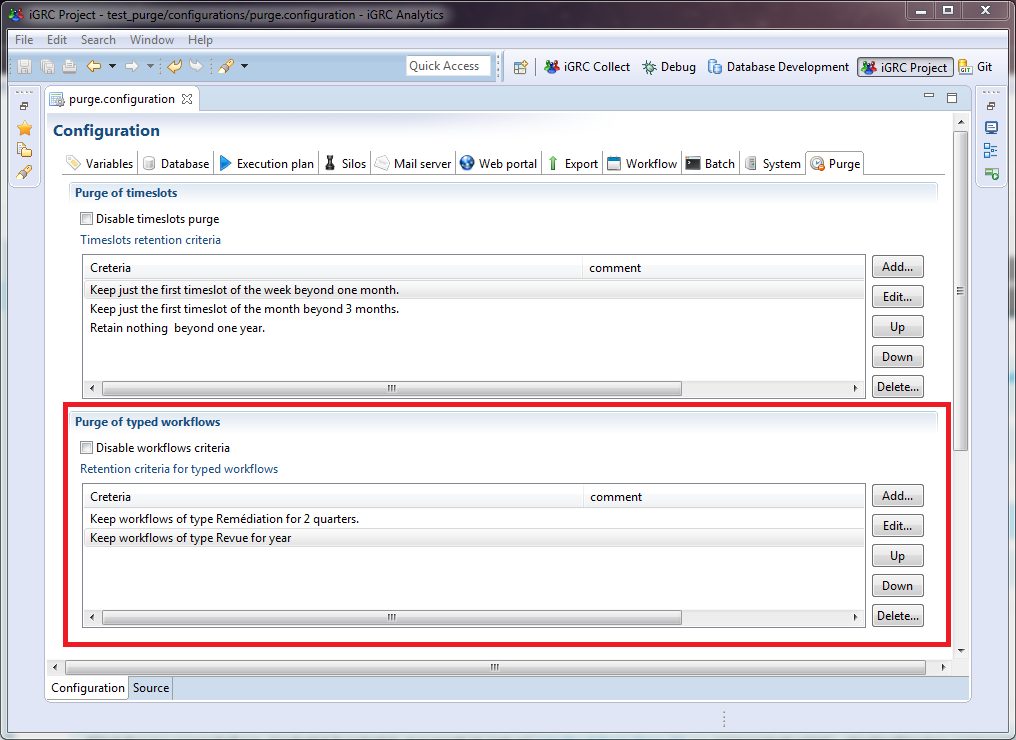 iGRC Project - test_purge/configurations/purge.configuration - iGRC Analytics
File Edit Search Window Help
Quick Access iGRC Collect Debug Database Development iGRC Project GIT Git
purge.configuration
Configuration
Variables Database Execution plan Silos Mail server Web portal Export Workflow Batch System Purge
Purge of timeslots
Disable timeslots purge
Timeslots retention criteria
Creteria comment
Add...
Keep just the first timeslot of the week beyond one month.
Edit...
Keep just the first timeslot of the month beyond 3 months.
Up
Retain nothing  beyond one year.
Down
Delete...
Purge of typed workflows
Disable workflows criteria
Retention criteria for typed workflows
Creteria comment
Add...
Keep workflows of type Remédiation for 2 quarters.
Edit...
Keep workflows of type Revue for year
Up
Down
Delete...
Configuration Source